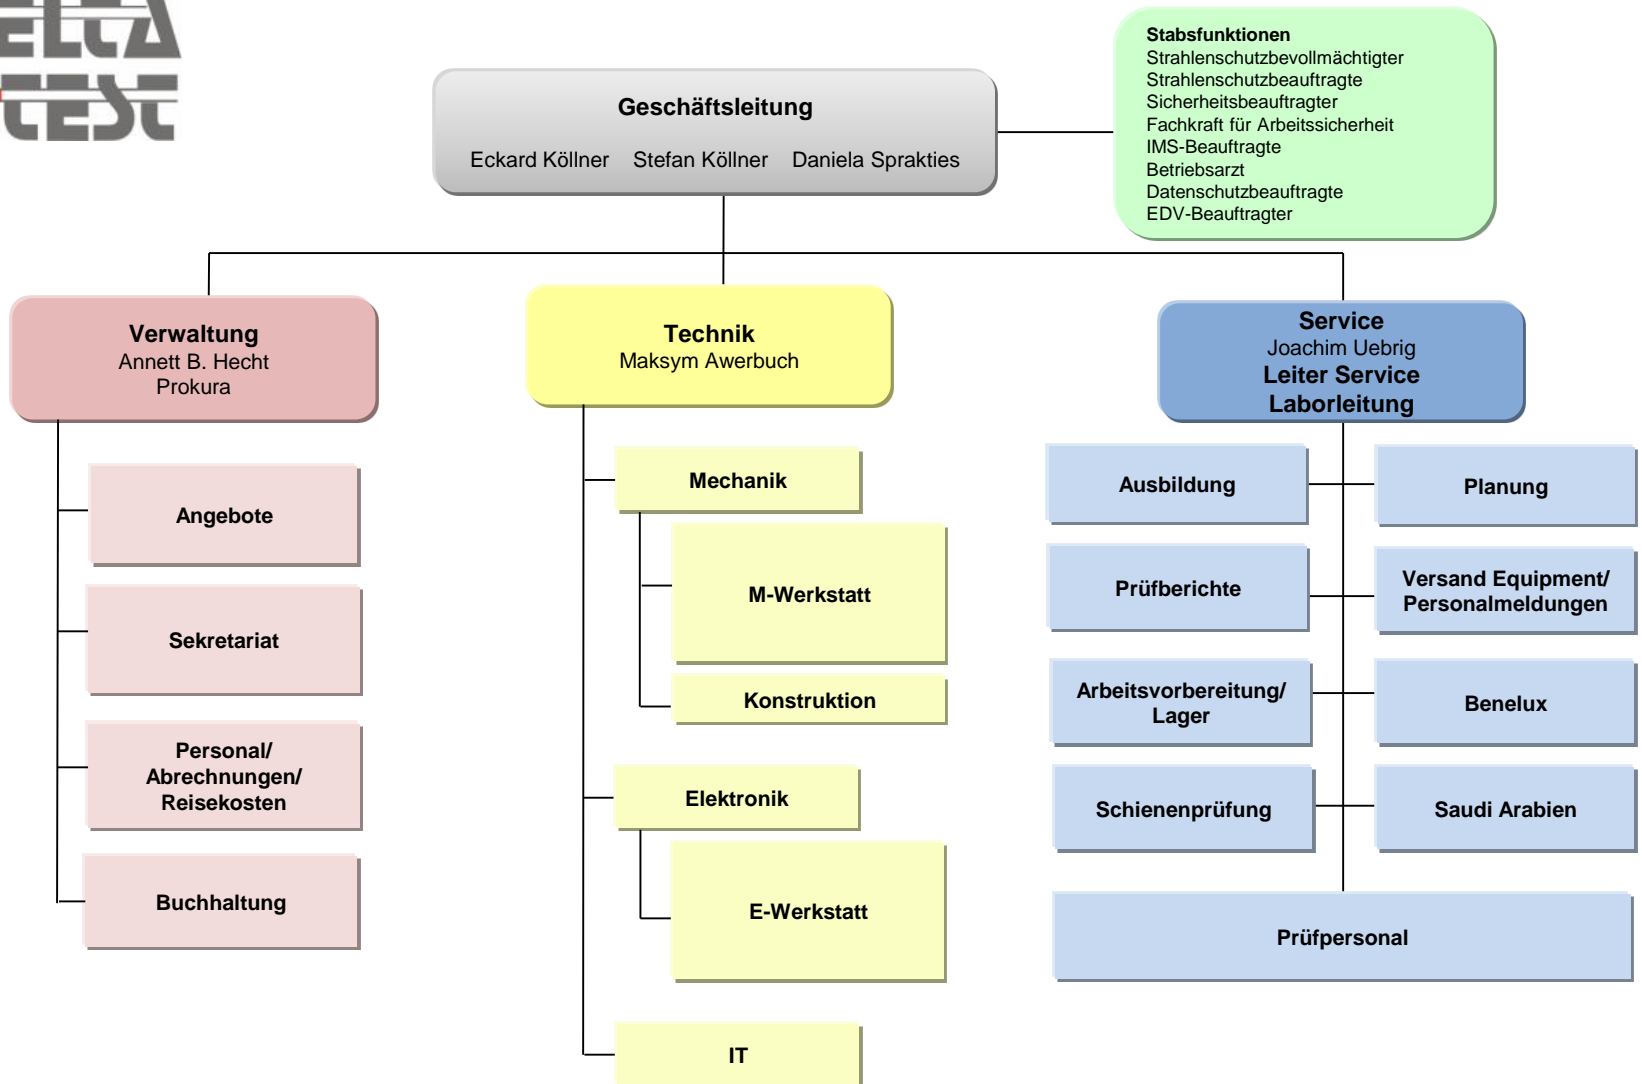 ELTA
TEST
Geschäftsleitung
Eckard Köllner Stefan Köllner Daniela Sprakties
Stabsfunktionen
Strahlenschutzbevollmächtigter
Strahlenschutzbeauftragte
Sicherheitsbeauftragter
Fachkraft für Arbeitssicherheit
IMS-Beauftragte
Betriebsarzt
Datenschutzbeauftragte
EDV-Beauftragter
Verwaltung
Annett B. Hecht
Prokura
Angebote
Sekretariat
Personal/
Abrechnungen/
Reisekosten
Buchhaltung
Technik
Maksym Awerbuch
Mechanik
M-Werkstatt
Konstruktion
Elektronik
E-Werkstatt
IT
Service
Joachim Uebrig
Leiter Service
Laborleitung
Ausbildung
Planung
Prüfberichte
Versand Equipment/
Personalmeldungen
Arbeitsvorbereitung/
Lager
Benelux
Schienenprüfung
Saudi Arabien
Prüfpersonal